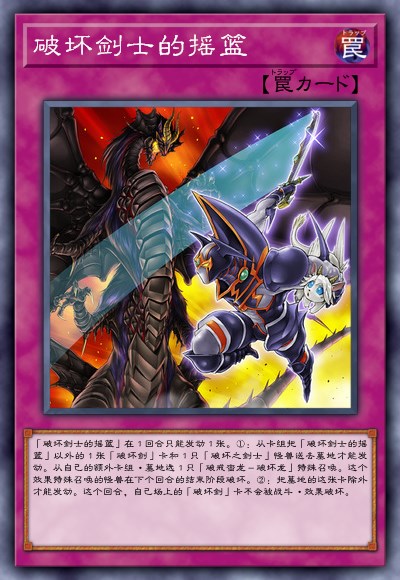 破坏剑士的摇篮
トラップ
罠
トラップ
【罠カード】
「破坏剑士的摇篮」在1回合只能发动1张。①：从卡组把「破坏剑士的摇
篮」以外的1张「破坏剑」卡和1只「破坏之剑士」怪兽送去墓地才能发
动。从自己的额外卡组·墓地选1只「破戒蛮龙－破坏龙」特殊召唤。这个
效果特殊召唤的怪兽在下个回合的结束阶段破坏。②：把墓地的这张卡除外
才能发动。这个回合，自己场上的「破坏剑」卡不会被战斗·效果破坏。